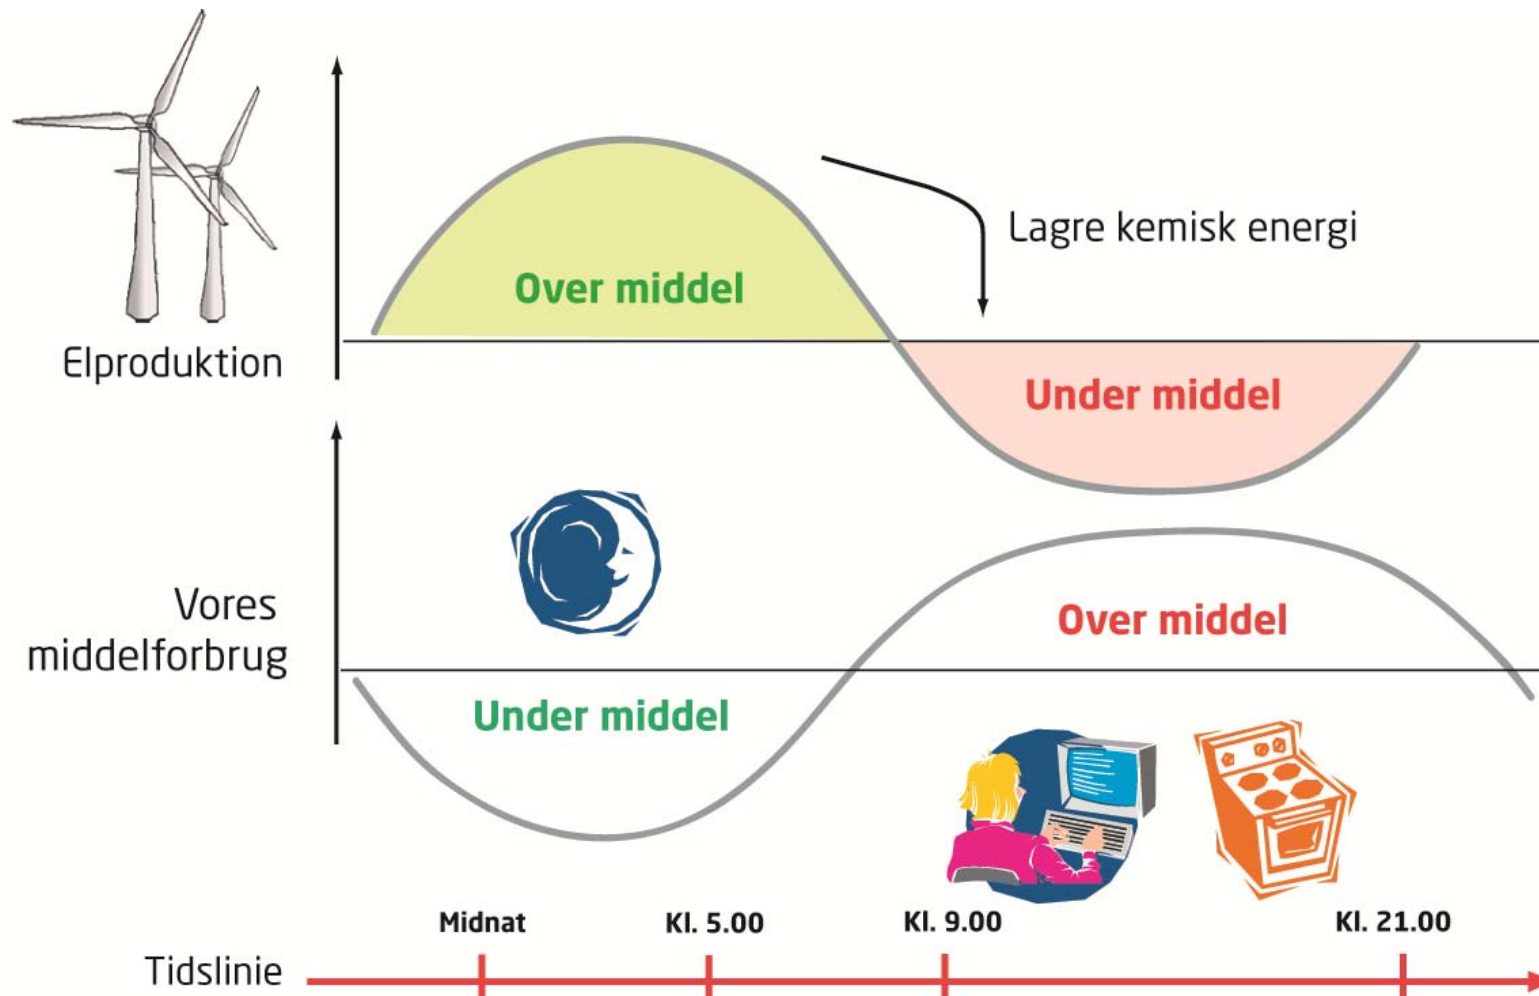 Lagre kemisk energi
Over middel
Elproduktion
Under middel
Vores
middelforbrug
Over middel
Under middel
Midnat
Kl. 5.00
Kl. 9.00
Kl. 21.00
Tidslinie